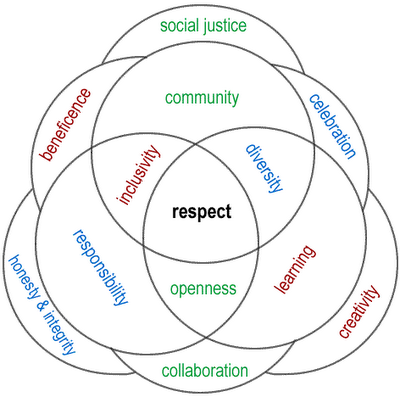 social justice
community
beneficence
celebration
inclusivity
diversity
respect
responsibility
learning
honesty & integrity
openness
creativity
collaboration